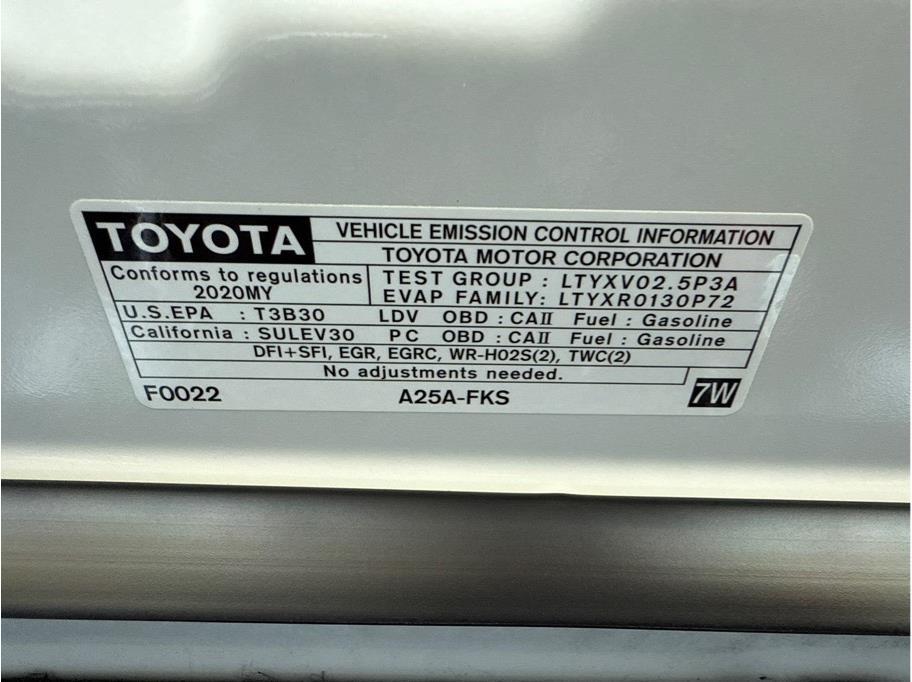 TOYOTA VEHICLE EMISSION CONTROL INFORMATION
TOYOTA MOTOR CORPORATION
Conforms to regulations
2020MY
TEST GROUP : LTYXV02.5P3A
EVAP FAMILY: LTYXR0130P72
U.S.EPA : T3B30 LDV OBD : CAII Fuel : Gasoline
California : SULEV30 PC OBD : CAII Fuel : Gasoline
DFI+SFI, EGR, EGRC, WR-HO2S(2), TWC(2)
No adjustments needed.
F0022 A25A-FKS 7W